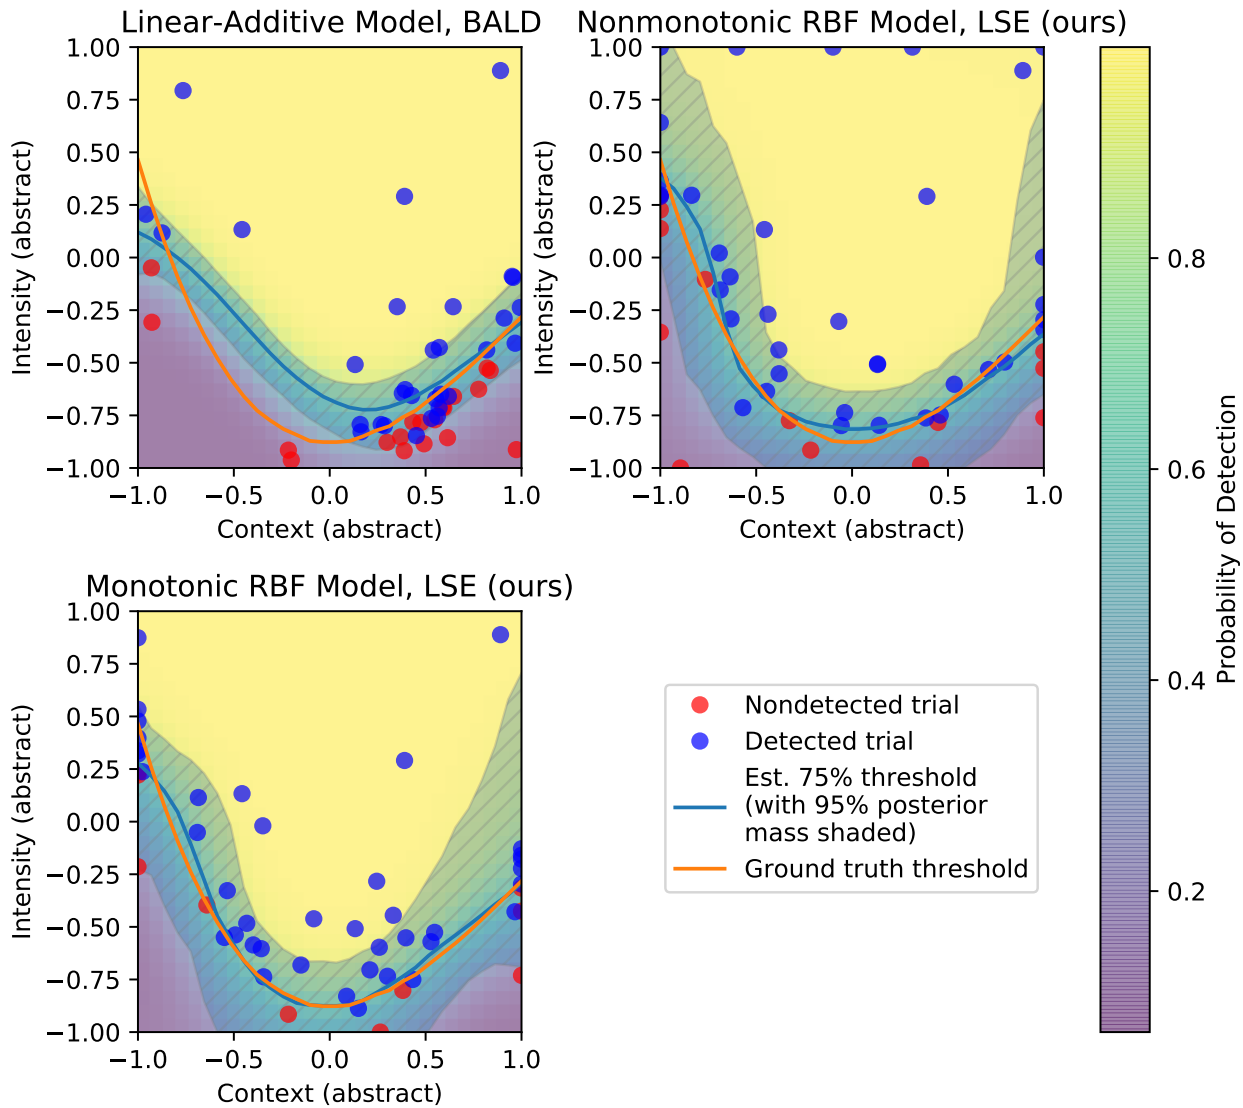 Linear-Additive Model, BALD
1.00
0.75
0.50
0.25
0.00
−0.25
−0.50
−0.75
−1.00
Intensity (abstract)
−1.0 −0.5 0.0 0.5 1.0
Context (abstract)
Nonmonotonic RBF Model, LSE (ours)
1.00
0.75
0.50
0.25
0.00
−0.25
−0.50
−0.75
−1.00
Intensity (abstract)
−1.0 −0.5 0.0 0.5 1.0
Context (abstract)
Monotonic RBF Model, LSE (ours)
1.00
0.75
0.50
0.25
0.00
−0.25
−0.50
−0.75
−1.00
Intensity (abstract)
−1.0 −0.5 0.0 0.5 1.0
Context (abstract)
Nondetected trial
Detected trial
Est. 75% threshold
(with 95% posterior
mass shaded)
Ground truth threshold
0.8
0.6
0.4
0.2
Probability of Detection